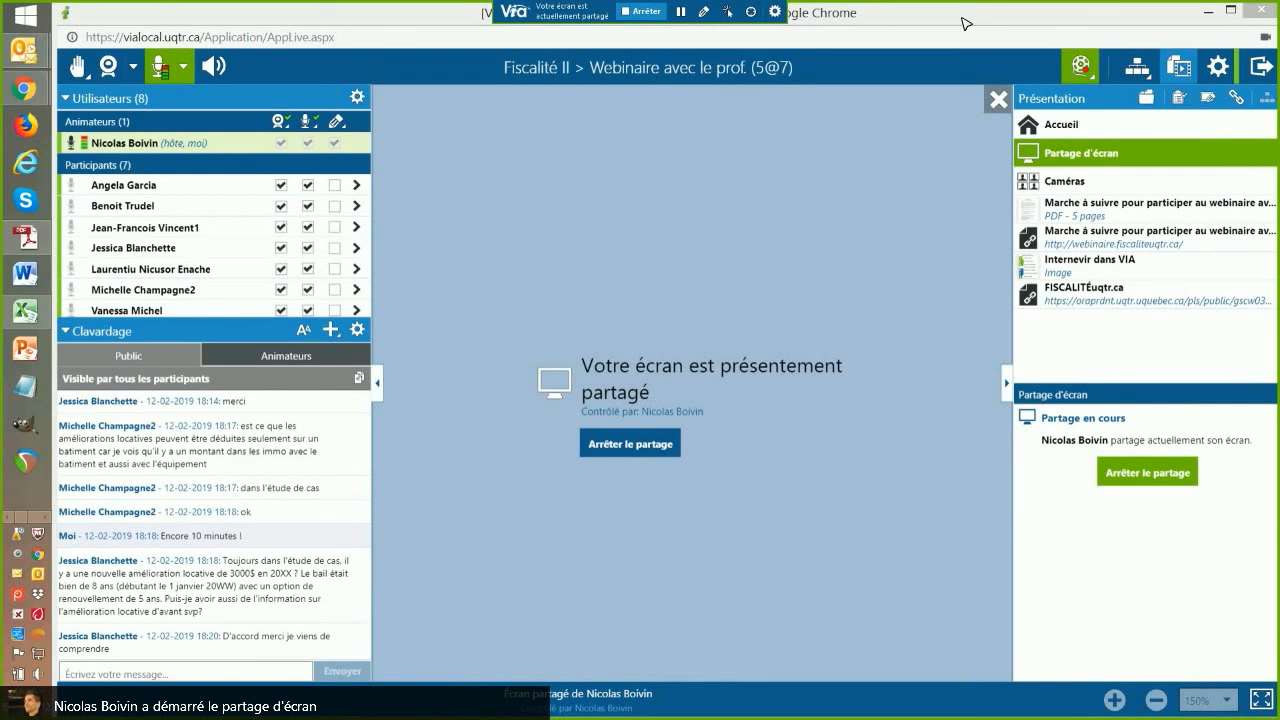 [V
Via
Votre écran est
actuellement partagé
Arrêter
gle Chrome
https://vialocal.uqtr.ca/Application/AppLive.aspx
Fiscalité II > Webinaire avec le prof. (5@7)
Utilisateurs (8)
Animateurs (1)
Nicolas Boivin (hôte, moi)
Participants (7)
Angela Garcia
Benoit Trudel
Jean-Francois Vincent1
Jessica Blanchette
Laurentiu Nicusor Enache
Michelle Champagne2
Vanessa Michel
Clavardage
Public
Animateurs
Visible par tous les participants
Jessica Blanchette - 12-02-2019 18:14: merci
Michelle Champagne2 - 12-02-2019 18:17: est ce que les
améliorations locatives peuvent être déduites seulement sur un
batiment car je vois qu'il y a un montant dans les immo avec le
batiment et aussi avec l'équipement
Michelle Champagne2 - 12-02-2019 18:17: dans l'étude de cas
Michelle Champagne2 - 12-02-2019 18:18: ok
Moi - 12-02-2019 18:18: Encore 10 minutes !
Jessica Blanchette - 12-02-2019 18:18: Toujours dans l'étude de cas, il
y a une nouvelle amélioration locative de 3000$ en 20XX ? Le bail était
bien de 8 ans (débutant le 1 janvier 20WW) avec un option de
renouvellement de 5 ans. Puis-je avoir aussi de l'information sur
l'amélioration locative d'avant svp?
Jessica Blanchette - 12-02-2019 18:20: D'accord merci je viens de
comprendre
Écrivez votre message...
Envoyer
Votre écran est présentement
partagé
Contrôlé par: Nicolas Boivin
Arrêter le partage
Présentation
Accueil
Partage d'écran
Caméras
Marche à suivre pour participer au webinaire av...
PDF - 5 pages
Marche à suivre pour participer au webinaire av...
http://webinaire.fiscaliteuqtr.ca/
Internevir dans VIA
Image
FISCALITÉuqtr.ca
https://oraprdnt.uqtr.uquebec.ca/pls/public/gscw03...
Partage d'écran
Partage en cours
Nicolas Boivin partage actuellement son écran.
Arrêter le partage
Écran partagé de Nicolas Boivin
Contrôlé par Nicolas Boivin
150%
Nicolas Boivin a démarré le partage d'écran